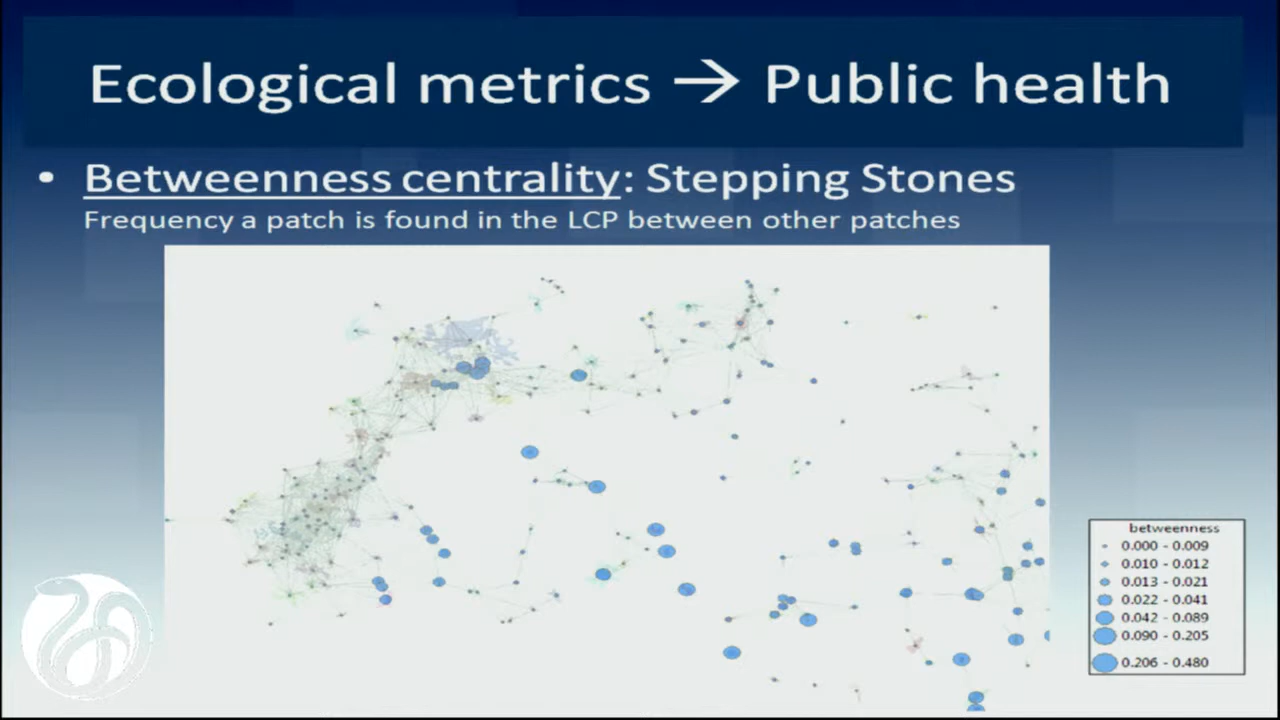 Ecological metrics → Public health
• Betweenness centrality: Stepping Stones
Frequency a patch is found in the LCP between other patches
betweenness
0.000 - 0.009
0.010 - 0.012
0.013 - 0.021
0.022 - 0.041
0.042 - 0.089
0.090 - 0.205
0.206 - 0.480